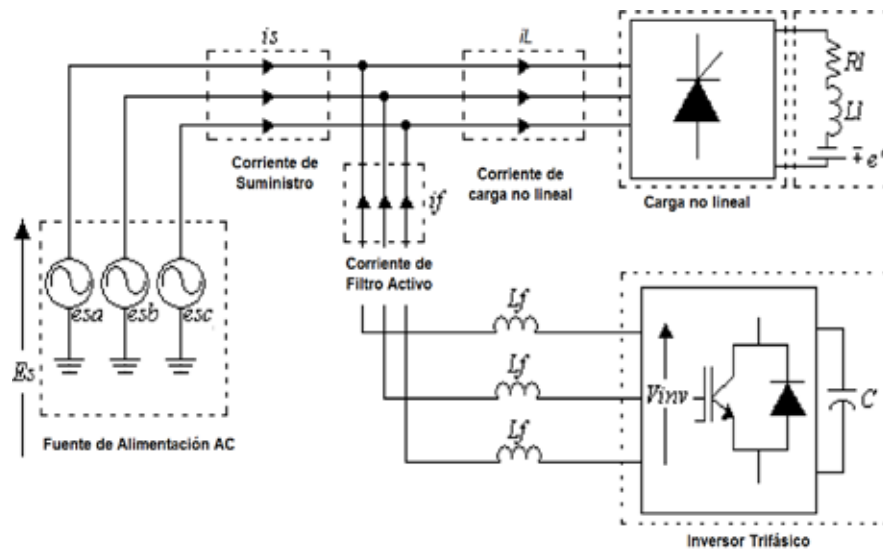 is
iL
Rl
Ll
e'
Corriente de
Suministro
Corriente de
carga no lineal
Carga no lineal
if
Corriente de
Filtro Activo
esa esb esc
Es
Fuente de Alimentación AC
Lf
Lf
Lf
Vinv
C
Inversor Trifásico